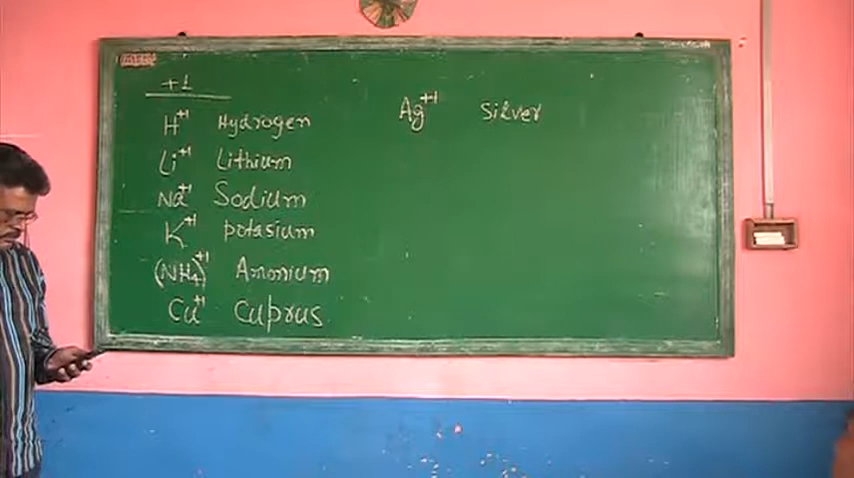 +1
H+1 Hydrogen
Li+1 Lithium
Na+1 Sodium
K+1 potasium
(NH4)+1 Ammonium
Cu+1 Cuprus
Ag+1 Silver